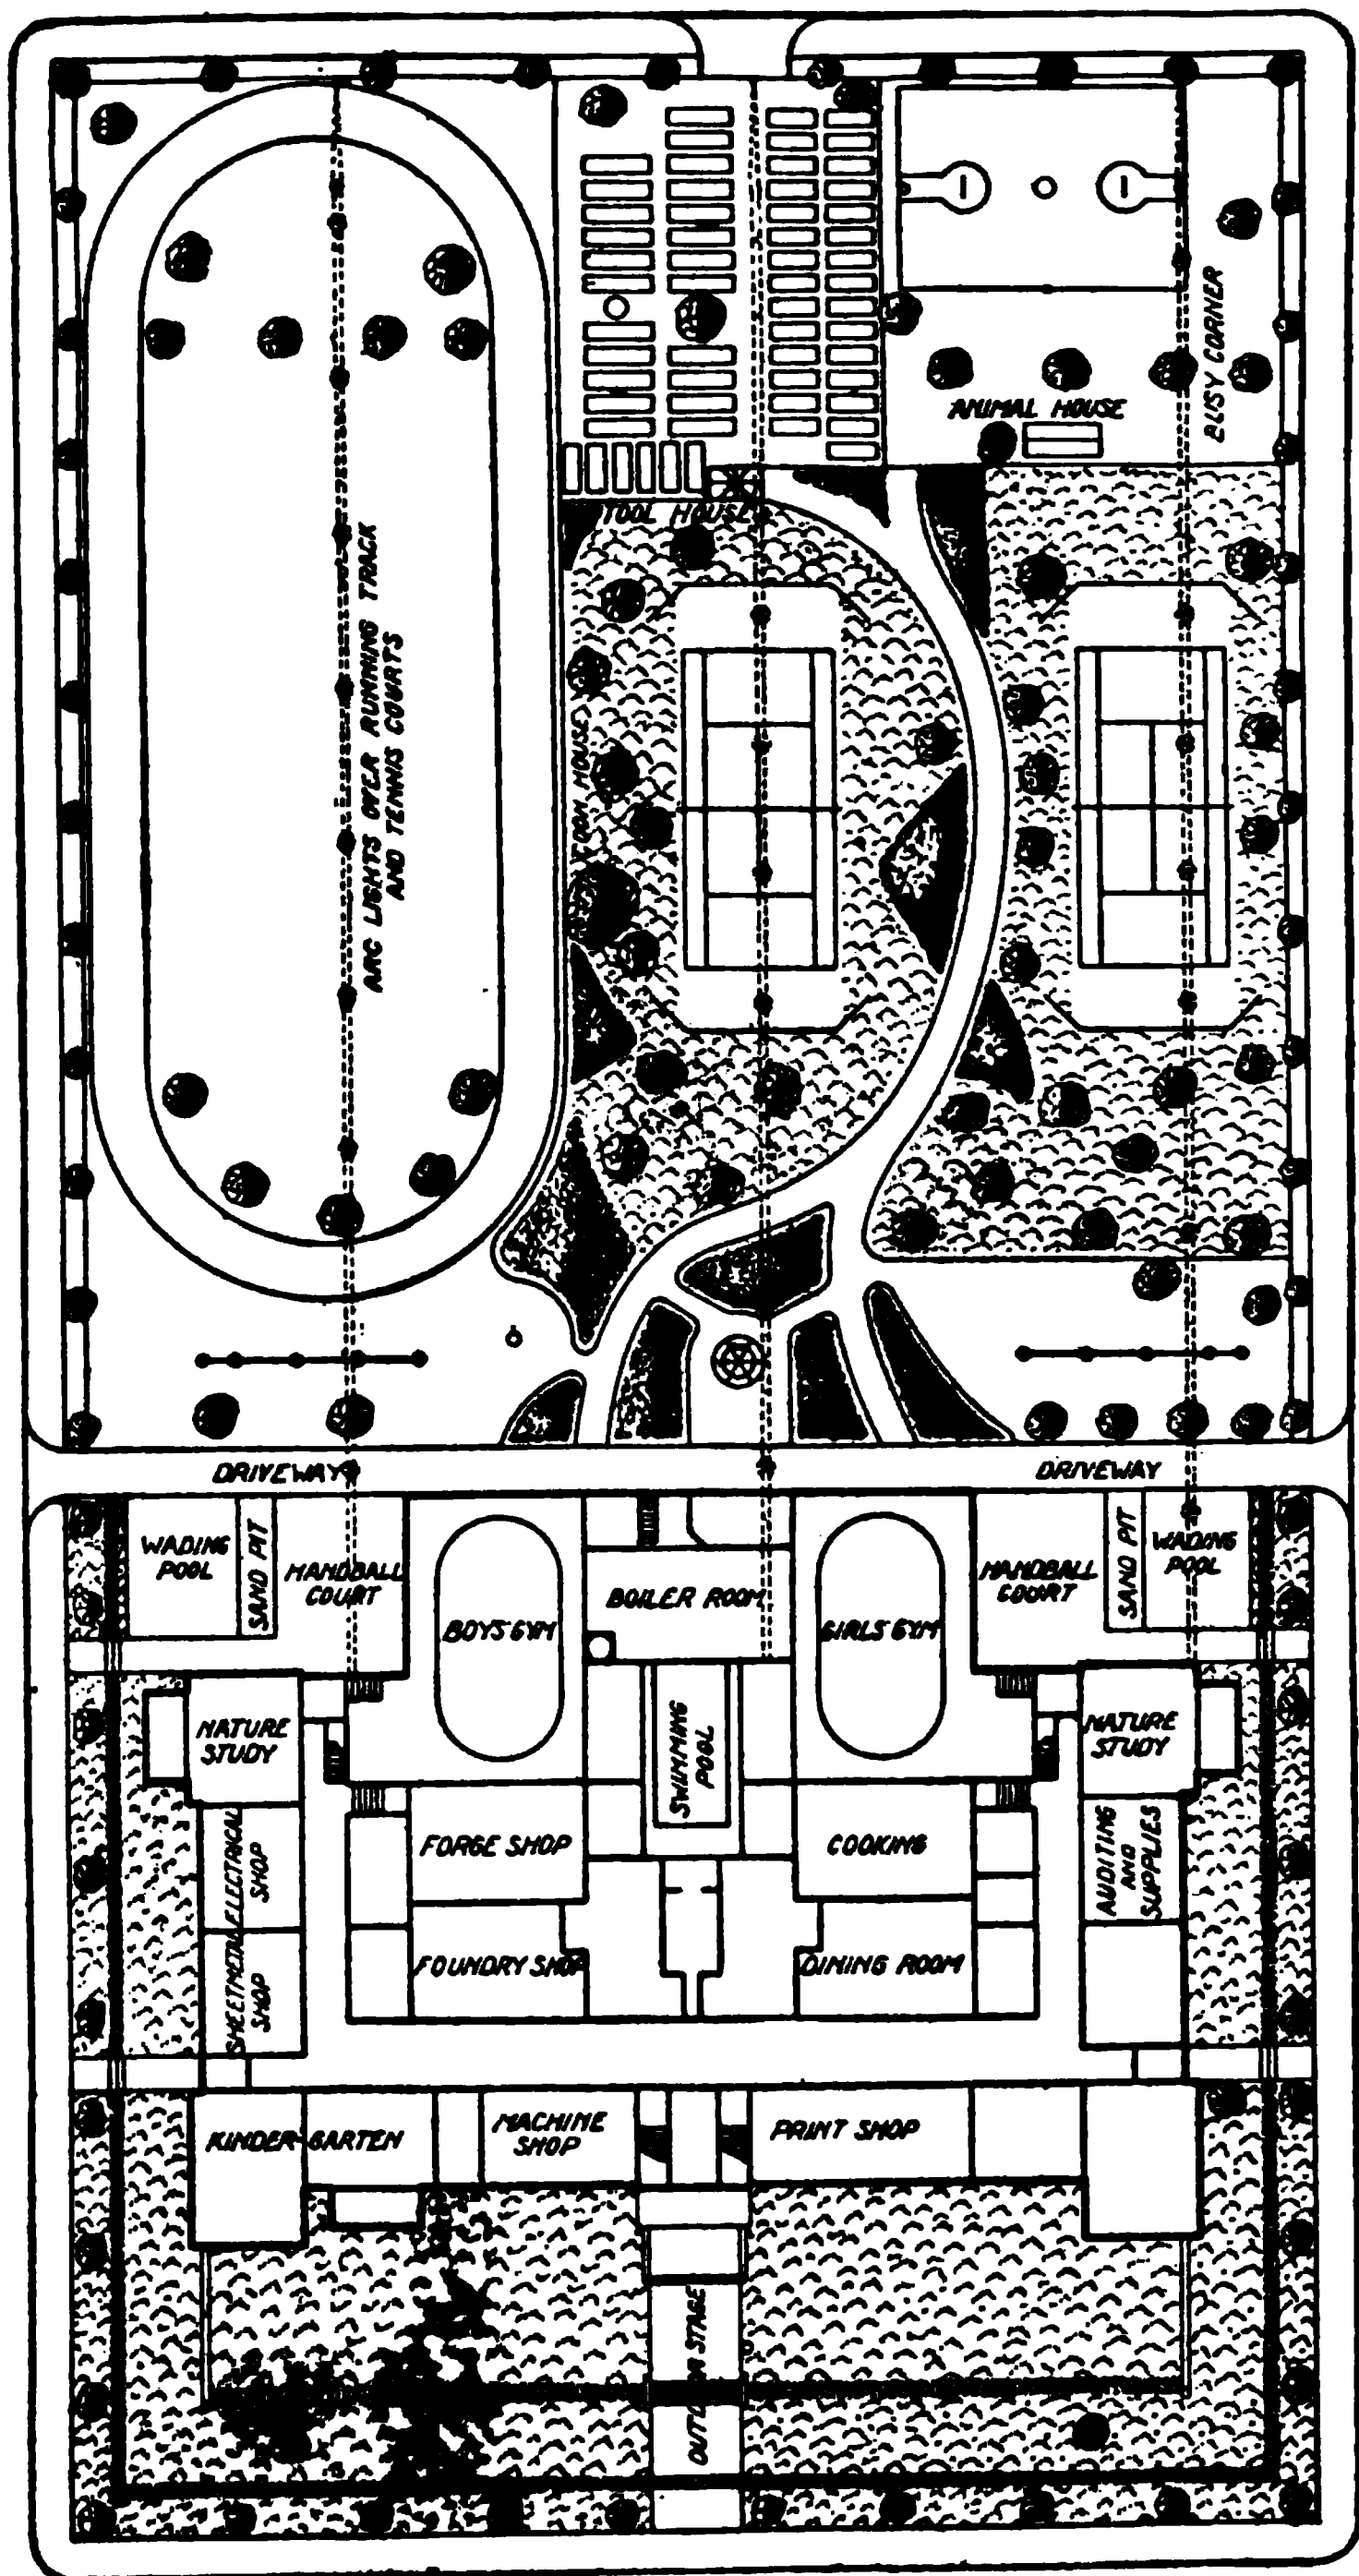 BUSY CORNER
ANIMAL HOUSE
TOOL HOUSE
ARC LIGHTS OVER RUNNING TRACK
AND TENNIS COURTS
HOUSE
DRIVEWAY
DRIVEWAY
WADING
POOL
SAND PIT
HANDBALL
COURT
BOYS GYM
BOILER ROOM
GIRLS GYM
HANDBALL
COURT
SAND PIT
WADING
POOL
NATURE
STUDY
SWIMMING
POOL
NATURE
STUDY
ELECTRICAL
SHOP
FORGE SHOP
COOKING
AUDITING
AND
SUPPLIES
SHEETMETAL
SHOP
FOUNDRY SHOP
DINING ROOM
KINDER-GARTEN
MACHINE
SHOP
PRINT SHOP
OUTDOOR STAGE